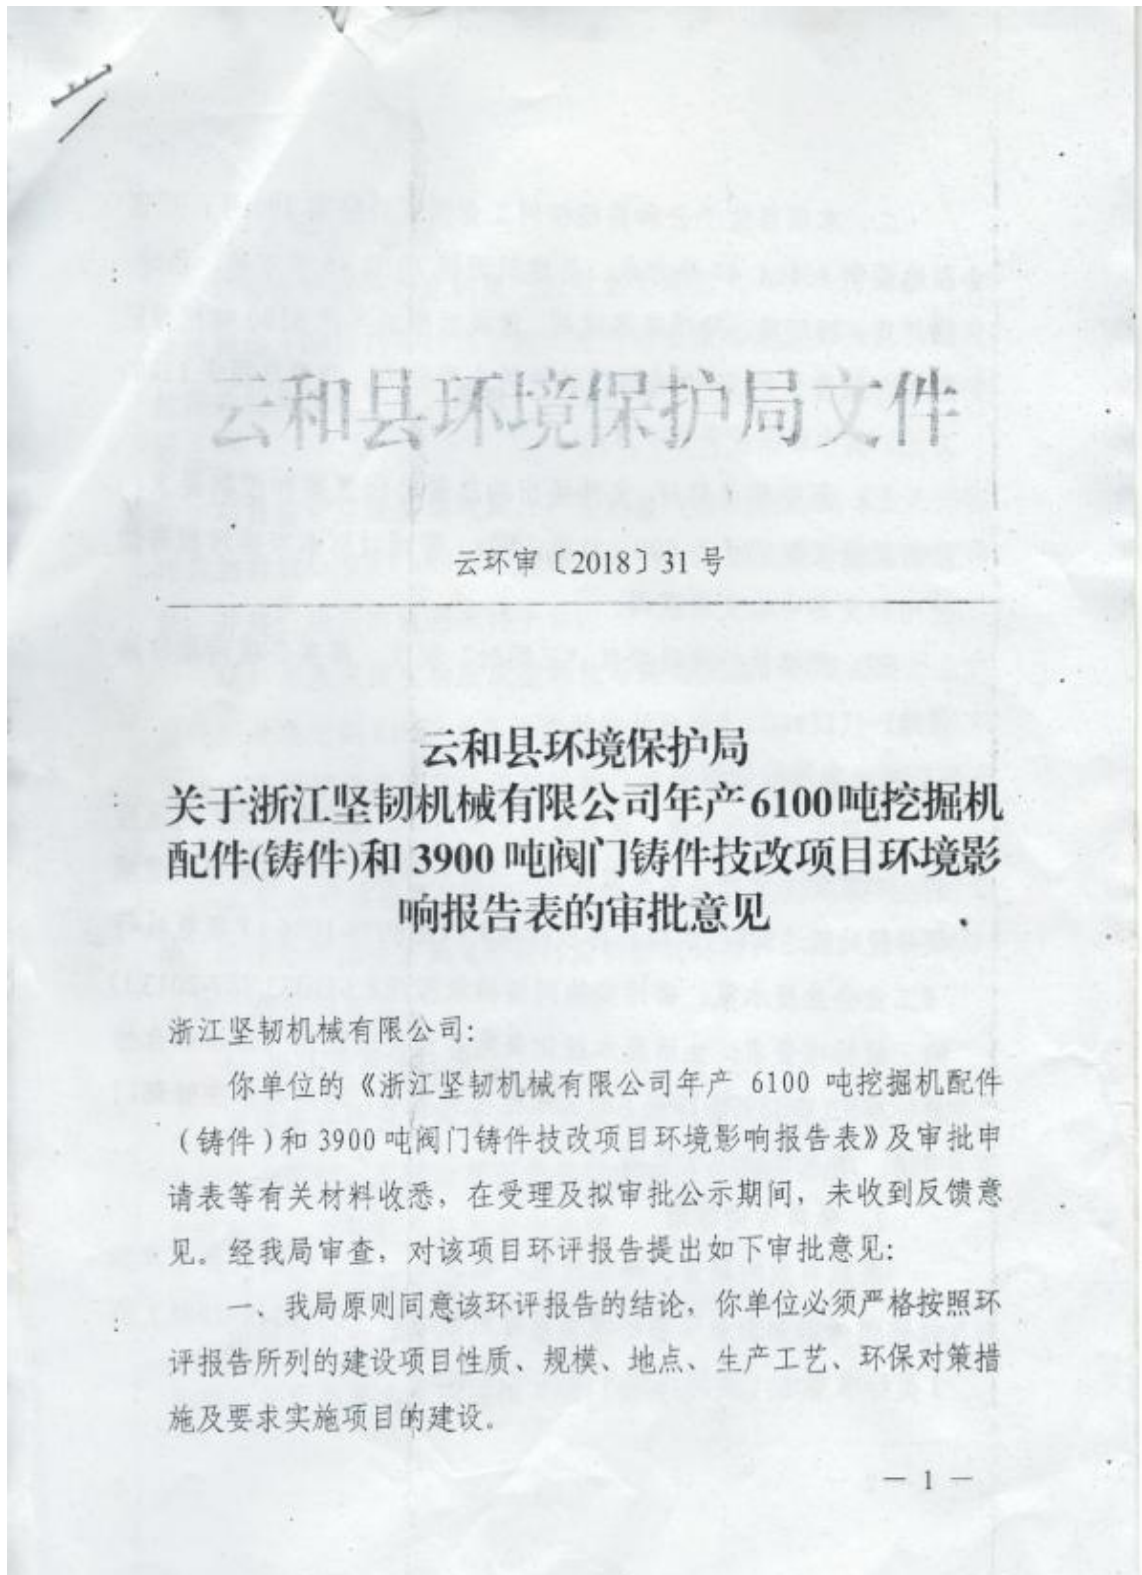 云和县环境保护局文件
云环审〔2018〕31号
云和县环境保护局
关于浙江坚韧机械有限公司年产6100吨挖掘机
配件(铸件)和3900吨阀门铸件技改项目环境影
响报告表的审批意见
浙江坚韧机械有限公司:
你单位的《浙江坚韧机械有限公司年产 6100 吨挖掘机配件
（铸件）和3900吨阀门铸件技改项目环境影响报告表》及审批申
请表等有关材料收悉，在受理及拟审批公示期间，未收到反馈意
见。经我局审查，对该项目环评报告提出如下审批意见:
一、我局原则同意该环评报告的结论，你单位必须严格按照环
评报告所列的建设项目性质、规模、地点、生产工艺、环保对策措
施及要求实施项目的建设。
— 1 —